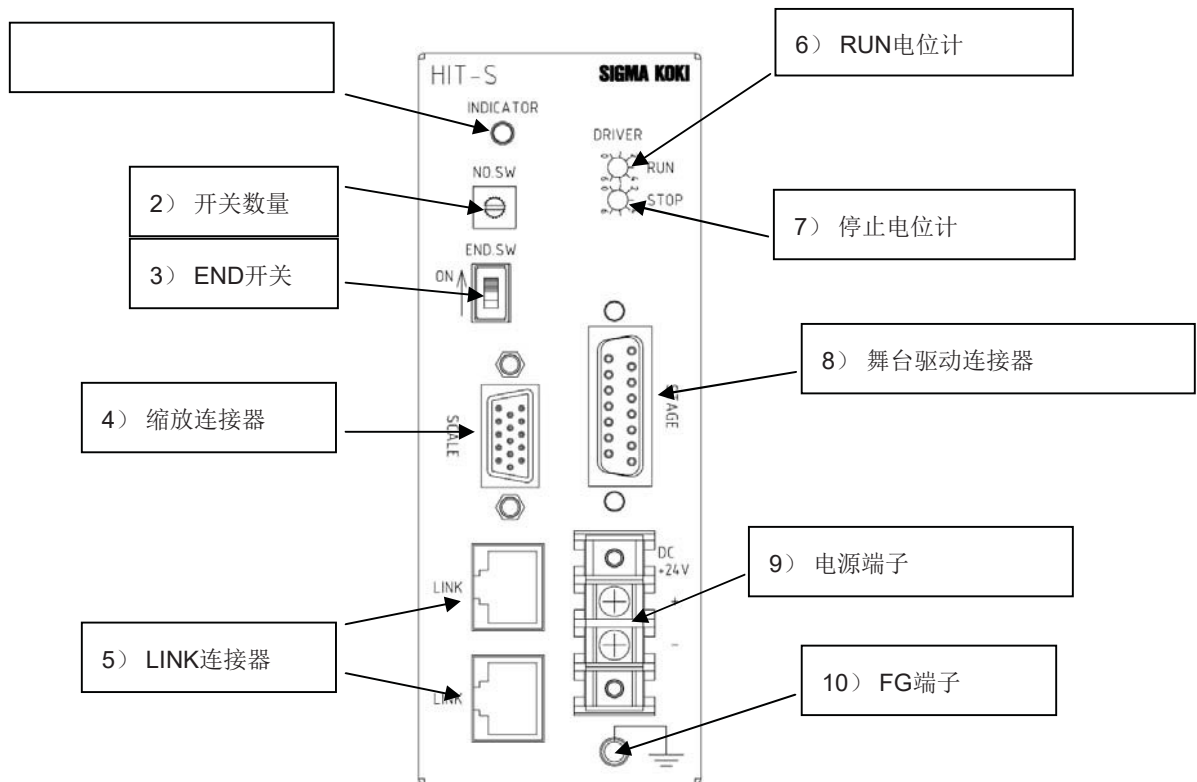 6） RUN电位计
HIT-S
SIGMA KOKI
INDICATOR
DRIVER
RUN
NO.SW
STOP
2） 开关数量
7） 停止电位计
END.SW
3） END开关
ON
8） 舞台驱动连接器
STAGE
4） 缩放连接器
SCALE
DC
+24V
9） 电源端子
LINK
+
-
5） LINK连接器
10） FG端子
LINK